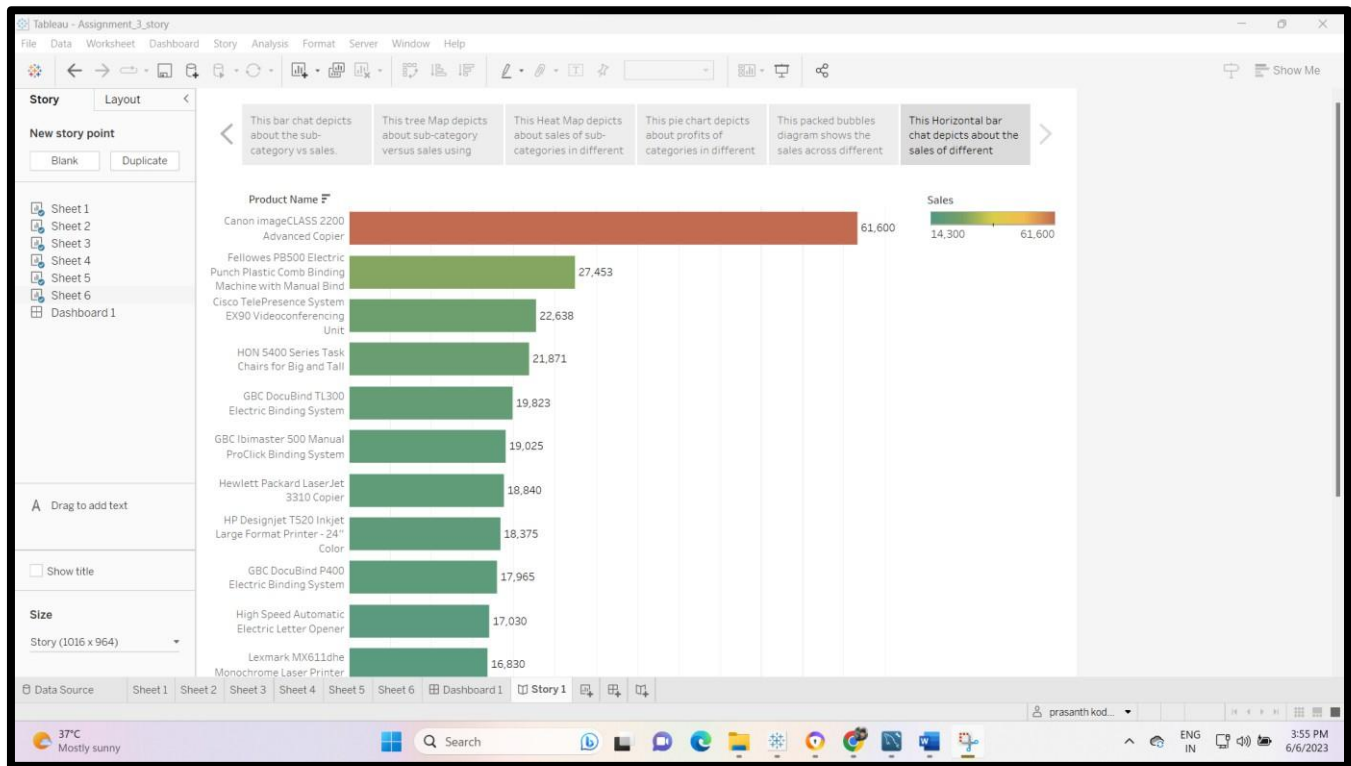 Tableau - Assignment_3_story
File Data Worksheet Dashboard Story Analysis Format Server Window Help
Show Me
Story Layout
New story point
Blank Duplicate
Sheet 1
Sheet 2
Sheet 3
Sheet 4
Sheet 5
Sheet 6
Dashboard 1
A Drag to add text
Show title
Size
Story (1016 x 964)
This bar chat depicts
about the sub-
category vs sales.
This tree Map depicts
about sub-category
versus sales using
This Heat Map depicts
about sales of sub-
categories in different
This pie chart depicts
about profits of
categories in different
This packed bubbles
diagram shows the
sales across different
This Horizontal bar
chat depicts about the
sales of different
Product Name
Canon imageCLASS 2200
Advanced Copier
61,600
Fellowes PB500 Electric
Punch Plastic Comb Binding
Machine with Manual Bind
27,453
Cisco TelePresence System
EX90 Videoconferencing
Unit
22,638
HON 5400 Series Task
Chairs for Big and Tall
21,871
GBC DocuBind TL300
Electric Binding System
19,823
GBC Ibimaster 500 Manual
ProClick Binding System
19,025
Hewlett Packard LaserJet
3310 Copier
18,840
HP Designjet T520 Inkjet
Large Format Printer - 24"
Color
18,375
GBC DocuBind P400
Electric Binding System
17,965
High Speed Automatic
Electric Letter Opener
17,030
Lexmark MX611dhe
Monochrome Laser Printer
16,830
Sales
14,300 61,600
Data Source Sheet 1 Sheet 2 Sheet 3 Sheet 4 Sheet 5 Sheet 6 Dashboard 1 Story 1
prasanth kod...
37°C
Mostly sunny
Search
ENG
IN
3:55 PM
6/6/2023